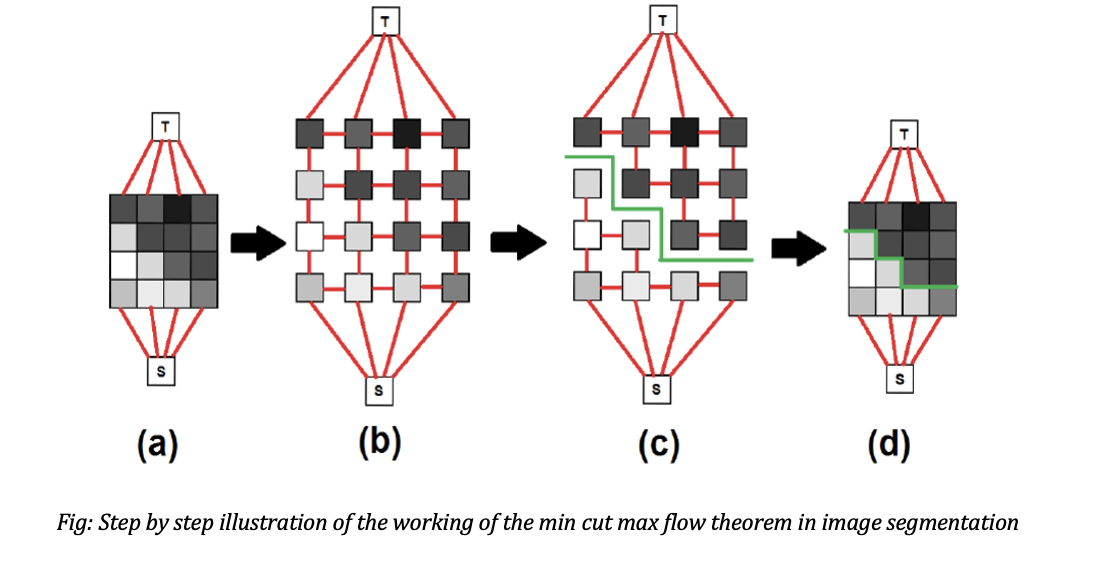 T
T
T
T
S
S
S
S
(a)
(b)
(c)
(d)
Fig: Step by step illustration of the working of the min cut max flow theorem in image segmentation